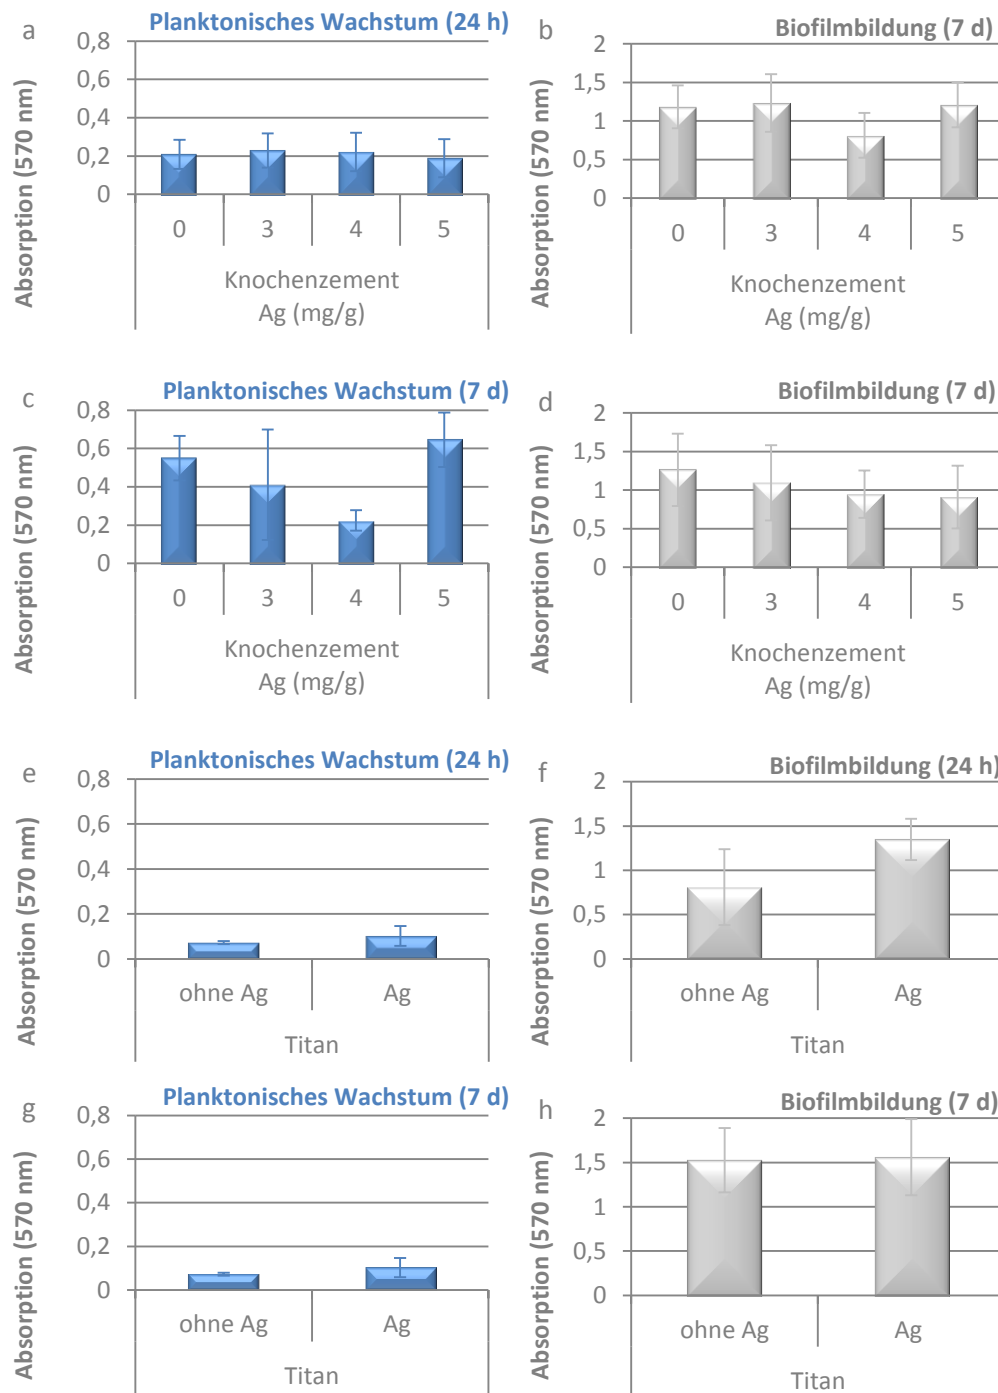 a
Planktonisches Wachstum (24 h)
Absorption (570 nm)
0,8
0,6
0,4
0,2
0
0 3 4 5
Knochenzement
Ag (mg/g)
b
Biofilmbildung (7 d)
Absorption (570 nm)
2
1,5
1
0,5
0
0 3 4 5
Knochenzement
Ag (mg/g)
c
Planktonisches Wachstum (7 d)
Absorption (570 nm)
0,8
0,6
0,4
0,2
0
0 3 4 5
Knochenzement
Ag (mg/g)
d
Biofilmbildung (7 d)
Absorption (570 nm)
2
1,5
1
0,5
0
0 3 4 5
Knochenzement
Ag (mg/g)
e
Planktonisches Wachstum (24 h)
Absorption (570 nm)
0,8
0,6
0,4
0,2
0
ohne Ag Ag
Titan
f
Biofilmbildung (24 h)
Absorption (570 nm)
2
1,5
1
0,5
0
ohne Ag Ag
Titan
g
Planktonisches Wachstum (7 d)
Absorption (570 nm)
0,8
0,6
0,4
0,2
0
ohne Ag Ag
Titan
h
Biofilmbildung (7 d)
Absorption (570 nm)
2
1,5
1
0,5
0
ohne Ag Ag
Titan